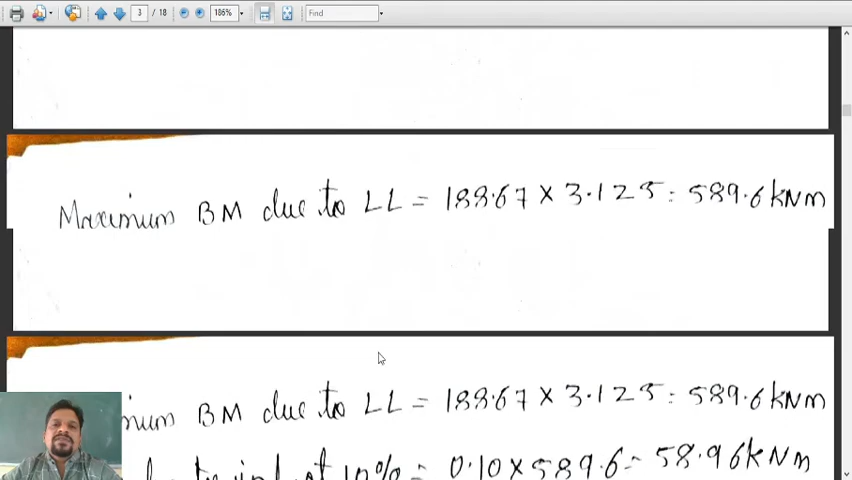 3 / 18 186% Find
Maximum BM due to LL = 188.67 × 3.125 = 589.6 kNm
BM due to LL = 188.67 × 3.125 = 589.6 kNm
10% = 0.10 × 589.6 = 58.96 kNm